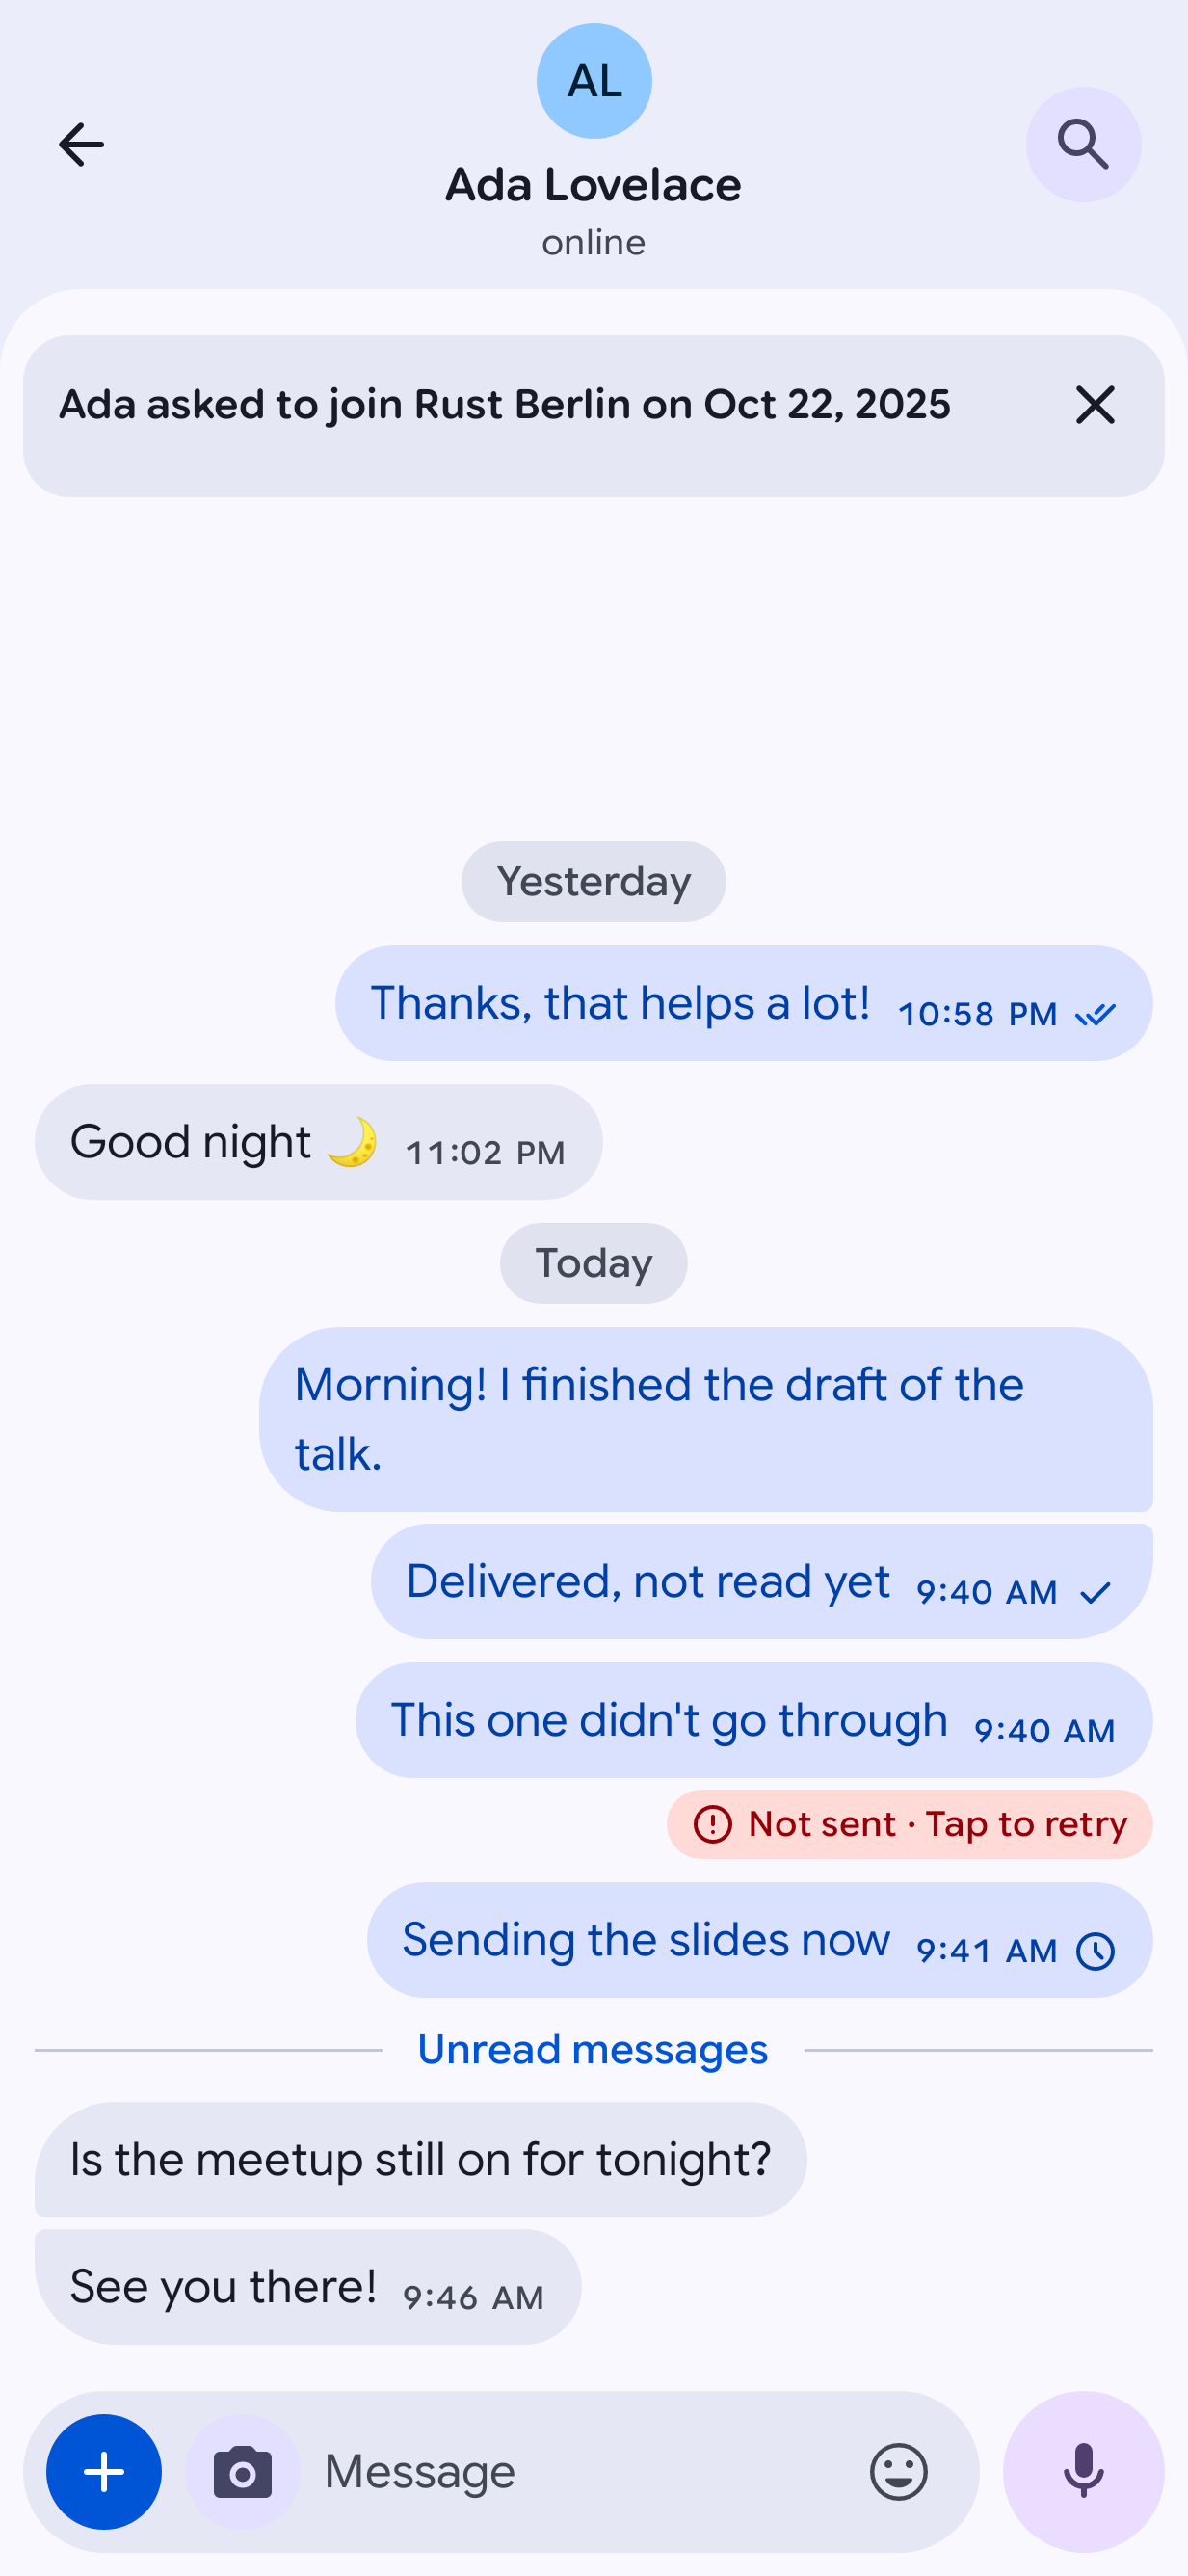 AL
Ada Lovelace
online
Ada asked to join Rust Berlin on Oct 22, 2025
Yesterday
Thanks, that helps a lot! 10:58 PM
Good night 🌙 11:02 PM
Today
Morning! I finished the draft of the
talk.
Delivered, not read yet 9:40 AM
This one didn't go through 9:40 AM
Not sent · Tap to retry
Sending the slides now 9:41 AM
Unread messages
Is the meetup still on for tonight?
See you there! 9:46 AM
Message